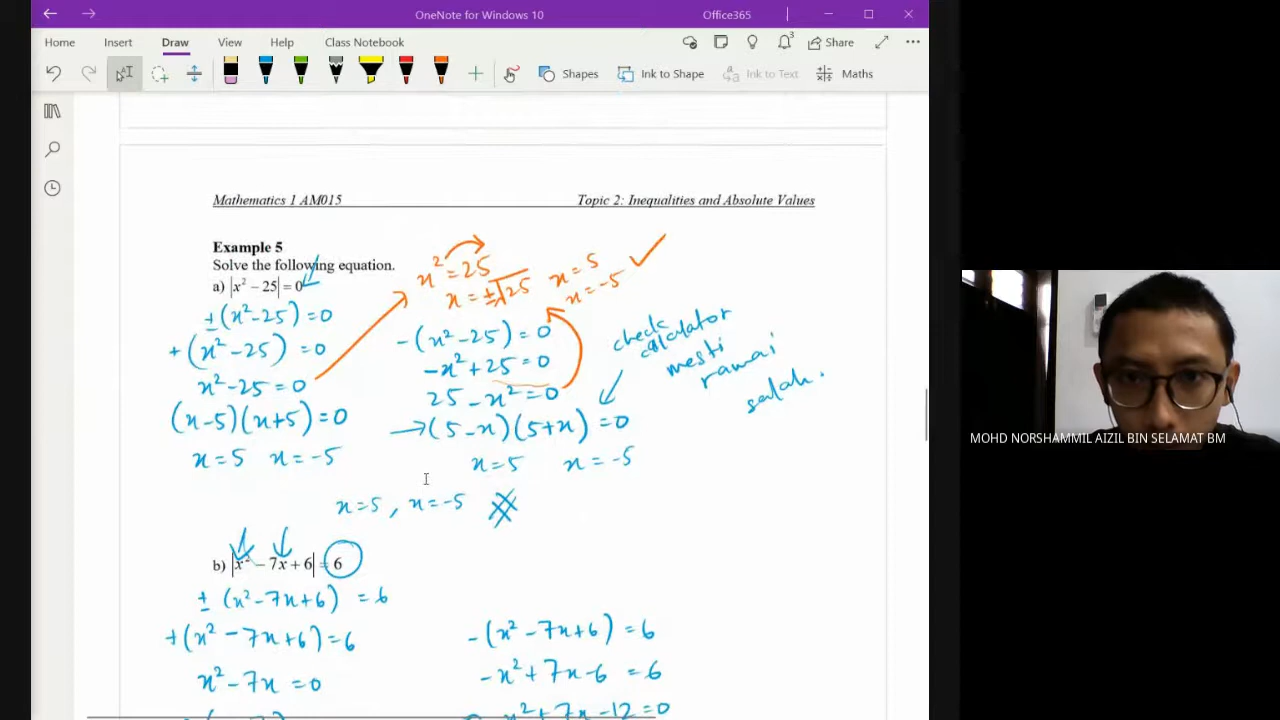 OneNote for Windows 10
Office365
Home Insert Draw View Help Class Notebook
3
Share
Shapes
Ink to Shape
Ink to Text
Maths
Mathematics 1 AM015
Topic 2: Inequalities and Absolute Values
Example 5
Solve the following equation.
a) |x² − 25| = 0
±(x²-25)=0
+(x²-25)=0
x²-25=0
(x-5)(x+5)=0
x=5 x=-5
x²=25
x=±√25
x=5
x=-5
-(x²-25)=0
-x²+25=0
25-x²=0
→(5-x)(5+x)=0
x=5 x=-5
check
calculator
mesti
ramai
salah.
x=5, x=-5
b) |x² − 7x + 6| = 6
±(x²-7x+6)=6
+(x²-7x+6)=6
x²-7x=0
-(x²-7x+6)=6
-x²+7x-6=6
x²+7x-12=0
MOHD NORSHAMMIL AIZIL BIN SELAMAT BM